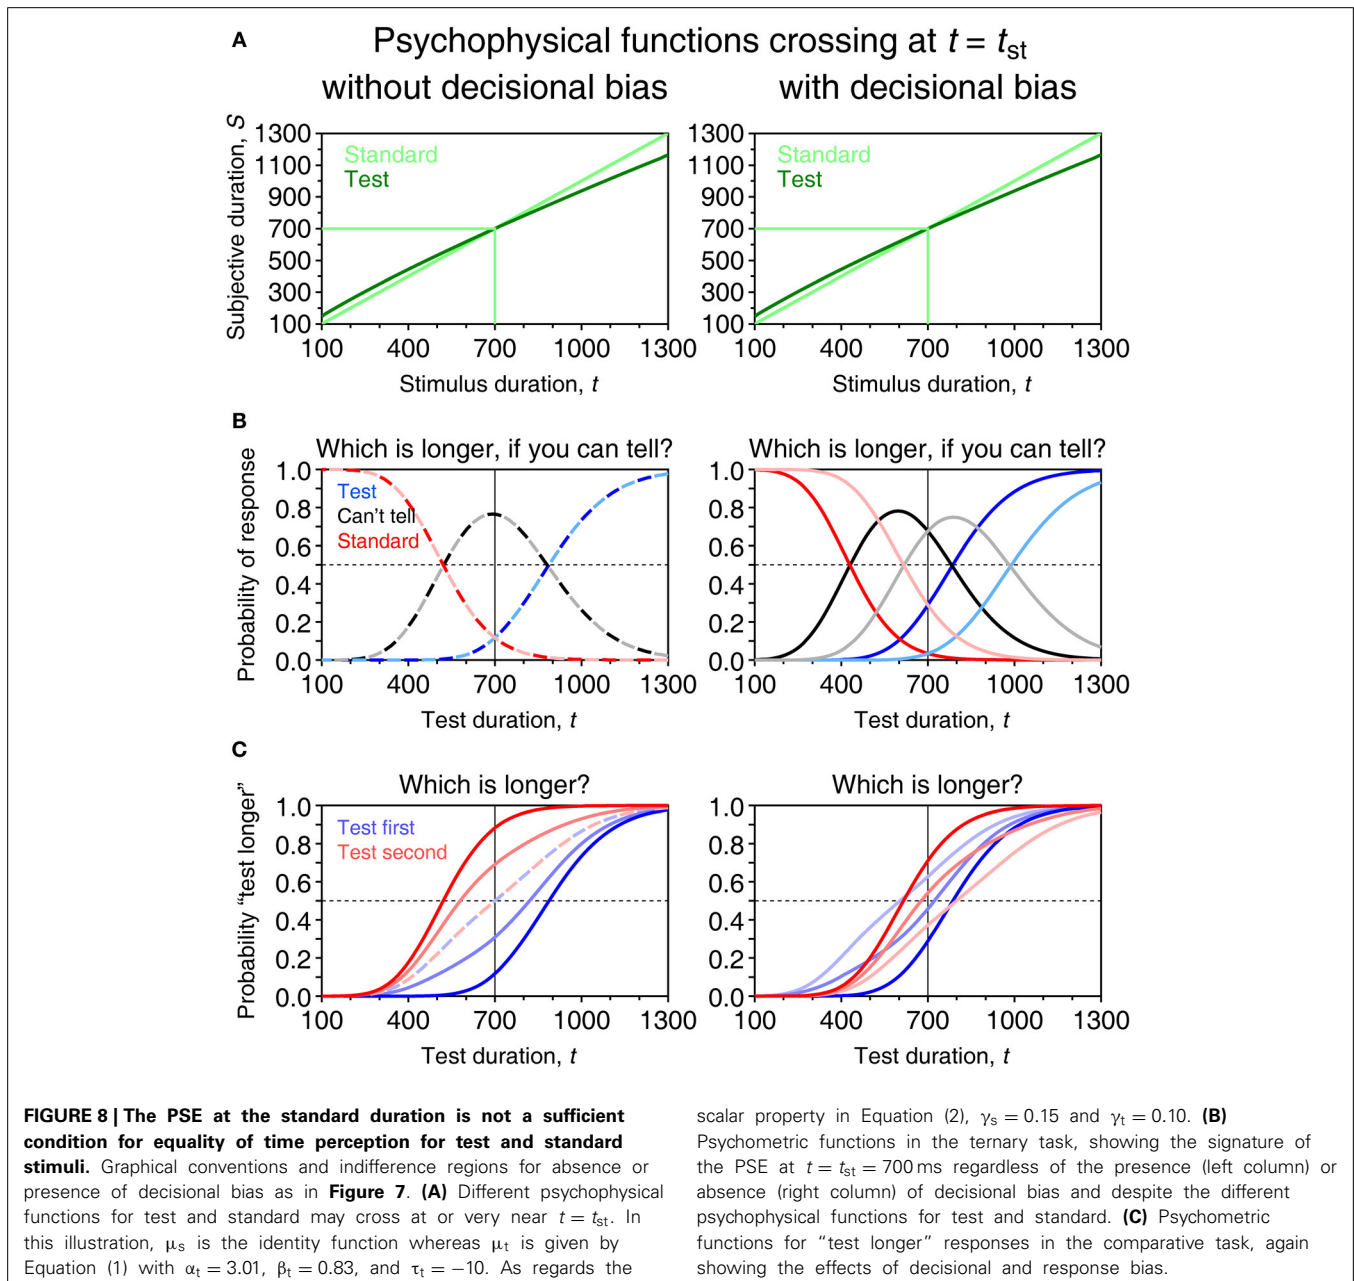 A
Psychophysical functions crossing at t = tst
without decisional bias
with decisional bias
Subjective duration, S
1300
1100
900
700
500
300
100
Standard
Test
100 400 700 1000 1300
Stimulus duration, t
1300
1100
900
700
500
300
100
Standard
Test
100 400 700 1000 1300
Stimulus duration, t
B
Which is longer, if you can tell?
Probability of response
1.0
0.8
0.6
0.4
0.2
0.0
Test
Can't tell
Standard
100 400 700 1000 1300
Test duration, t
Which is longer, if you can tell?
1.0
0.8
0.6
0.4
0.2
0.0
100 400 700 1000 1300
Test duration, t
C
Which is longer?
Probability “test longer”
1.0
0.8
0.6
0.4
0.2
0.0
Test first
Test second
100 400 700 1000 1300
Test duration, t
Which is longer?
1.0
0.8
0.6
0.4
0.2
0.0
100 400 700 1000 1300
Test duration, t
FIGURE 8 | The PSE at the standard duration is not a sufficient
condition for equality of time perception for test and standard
stimuli. Graphical conventions and indifference regions for absence or
presence of decisional bias as in Figure 7. (A) Different psychophysical
functions for test and standard may cross at or very near t = tst. In
this illustration, μs is the identity function whereas μt is given by
Equation (1) with αt = 3.01, βt = 0.83, and τt = −10. As regards the
scalar property in Equation (2), γs = 0.15 and γt = 0.10. (B)
Psychometric functions in the ternary task, showing the signature of
the PSE at t = tst = 700 ms regardless of the presence (left column) or
absence (right column) of decisional bias and despite the different
psychophysical functions for test and standard. (C) Psychometric
functions for “test longer” responses in the comparative task, again
showing the effects of decisional and response bias.